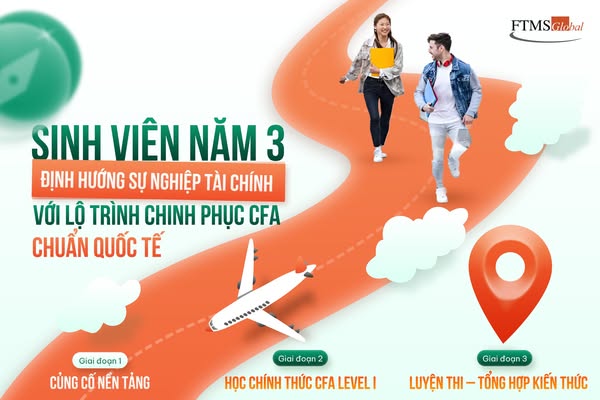 FTMSGlobal
SINH VIÊN NĂM 3
ĐỊNH HƯỚNG SỰ NGHIỆP TÀI CHÍNH
VỚI LỘ TRÌNH CHINH PHỤC CFA
CHUẨN QUỐC TẾ
Giai đoạn 1
CỦNG CỐ NỀN TẢNG
Giai đoạn 2
HỌC CHÍNH THỨC CFA LEVEL I
Giai đoạn 3
LUYỆN THI – TỔNG HỢP KIẾN THỨC